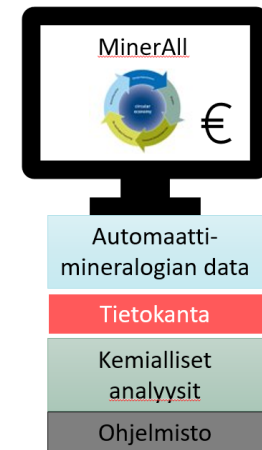 MinerAll
circular
economy
€
Automaatti-
mineralogian data
Tietokanta
Kemialliset
analyysit
Ohjelmisto